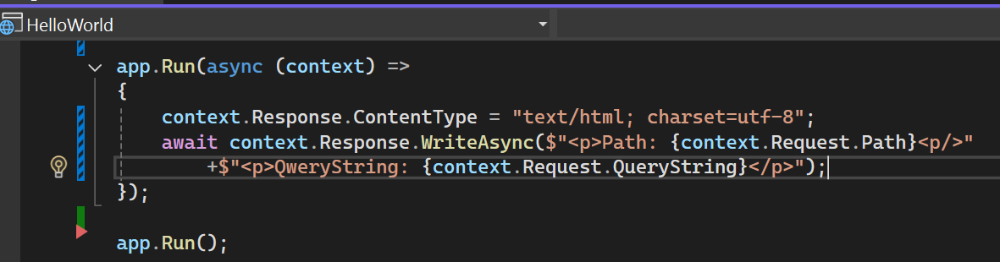 HelloWorld
app.Run(async (context) =>
{
    context.Response.ContentType = "text/html; charset=utf-8";
    await context.Response.WriteAsync($"<p>Path: {context.Request.Path}<p/>"
        +$"<p>QweryString: {context.Request.QueryString}</p>");
});
app.Run();